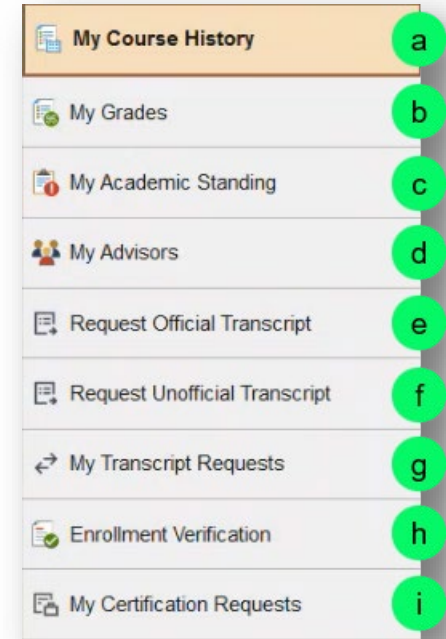 My Course History a
My Grades b
My Academic Standing c
My Advisors d
Request Official Transcript e
Request Unofficial Transcript f
My Transcript Requests g
Enrollment Verification h
My Certification Requests i